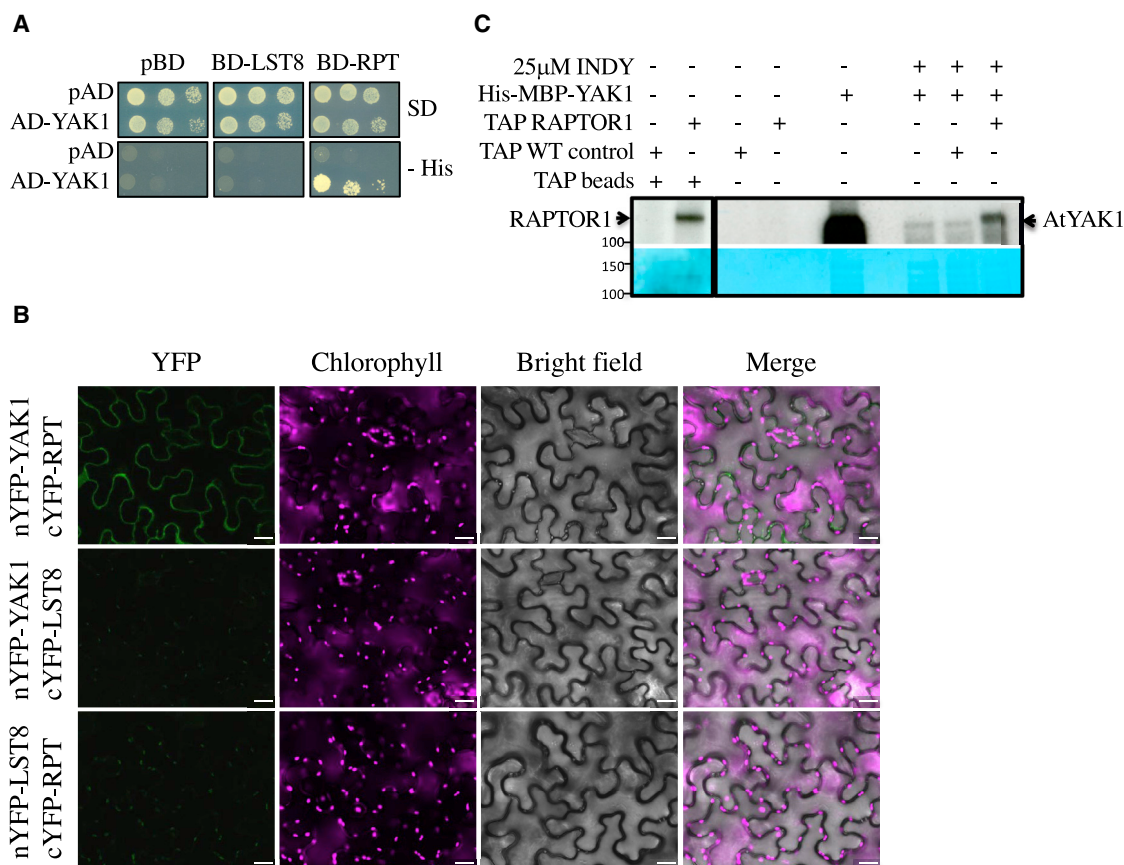 A
pBD BD-LST8 BD-RPT
pAD
AD-YAK1
SD
pAD
AD-YAK1
- His
C
25µM INDY - - - - - + + +
His-MBP-YAK1 - - - - + + + +
TAP RAPTOR1 - + - + - - - +
TAP WT control + - + - - - + -
TAP beads + + - - - - - -
RAPTOR1
AtYAK1
100
150
100
B
YFP Chlorophyll Bright field Merge
nYFP-YAK1
cYFP-RPT
nYFP-YAK1
cYFP-LST8
nYFP-LST8
cYFP-RPT